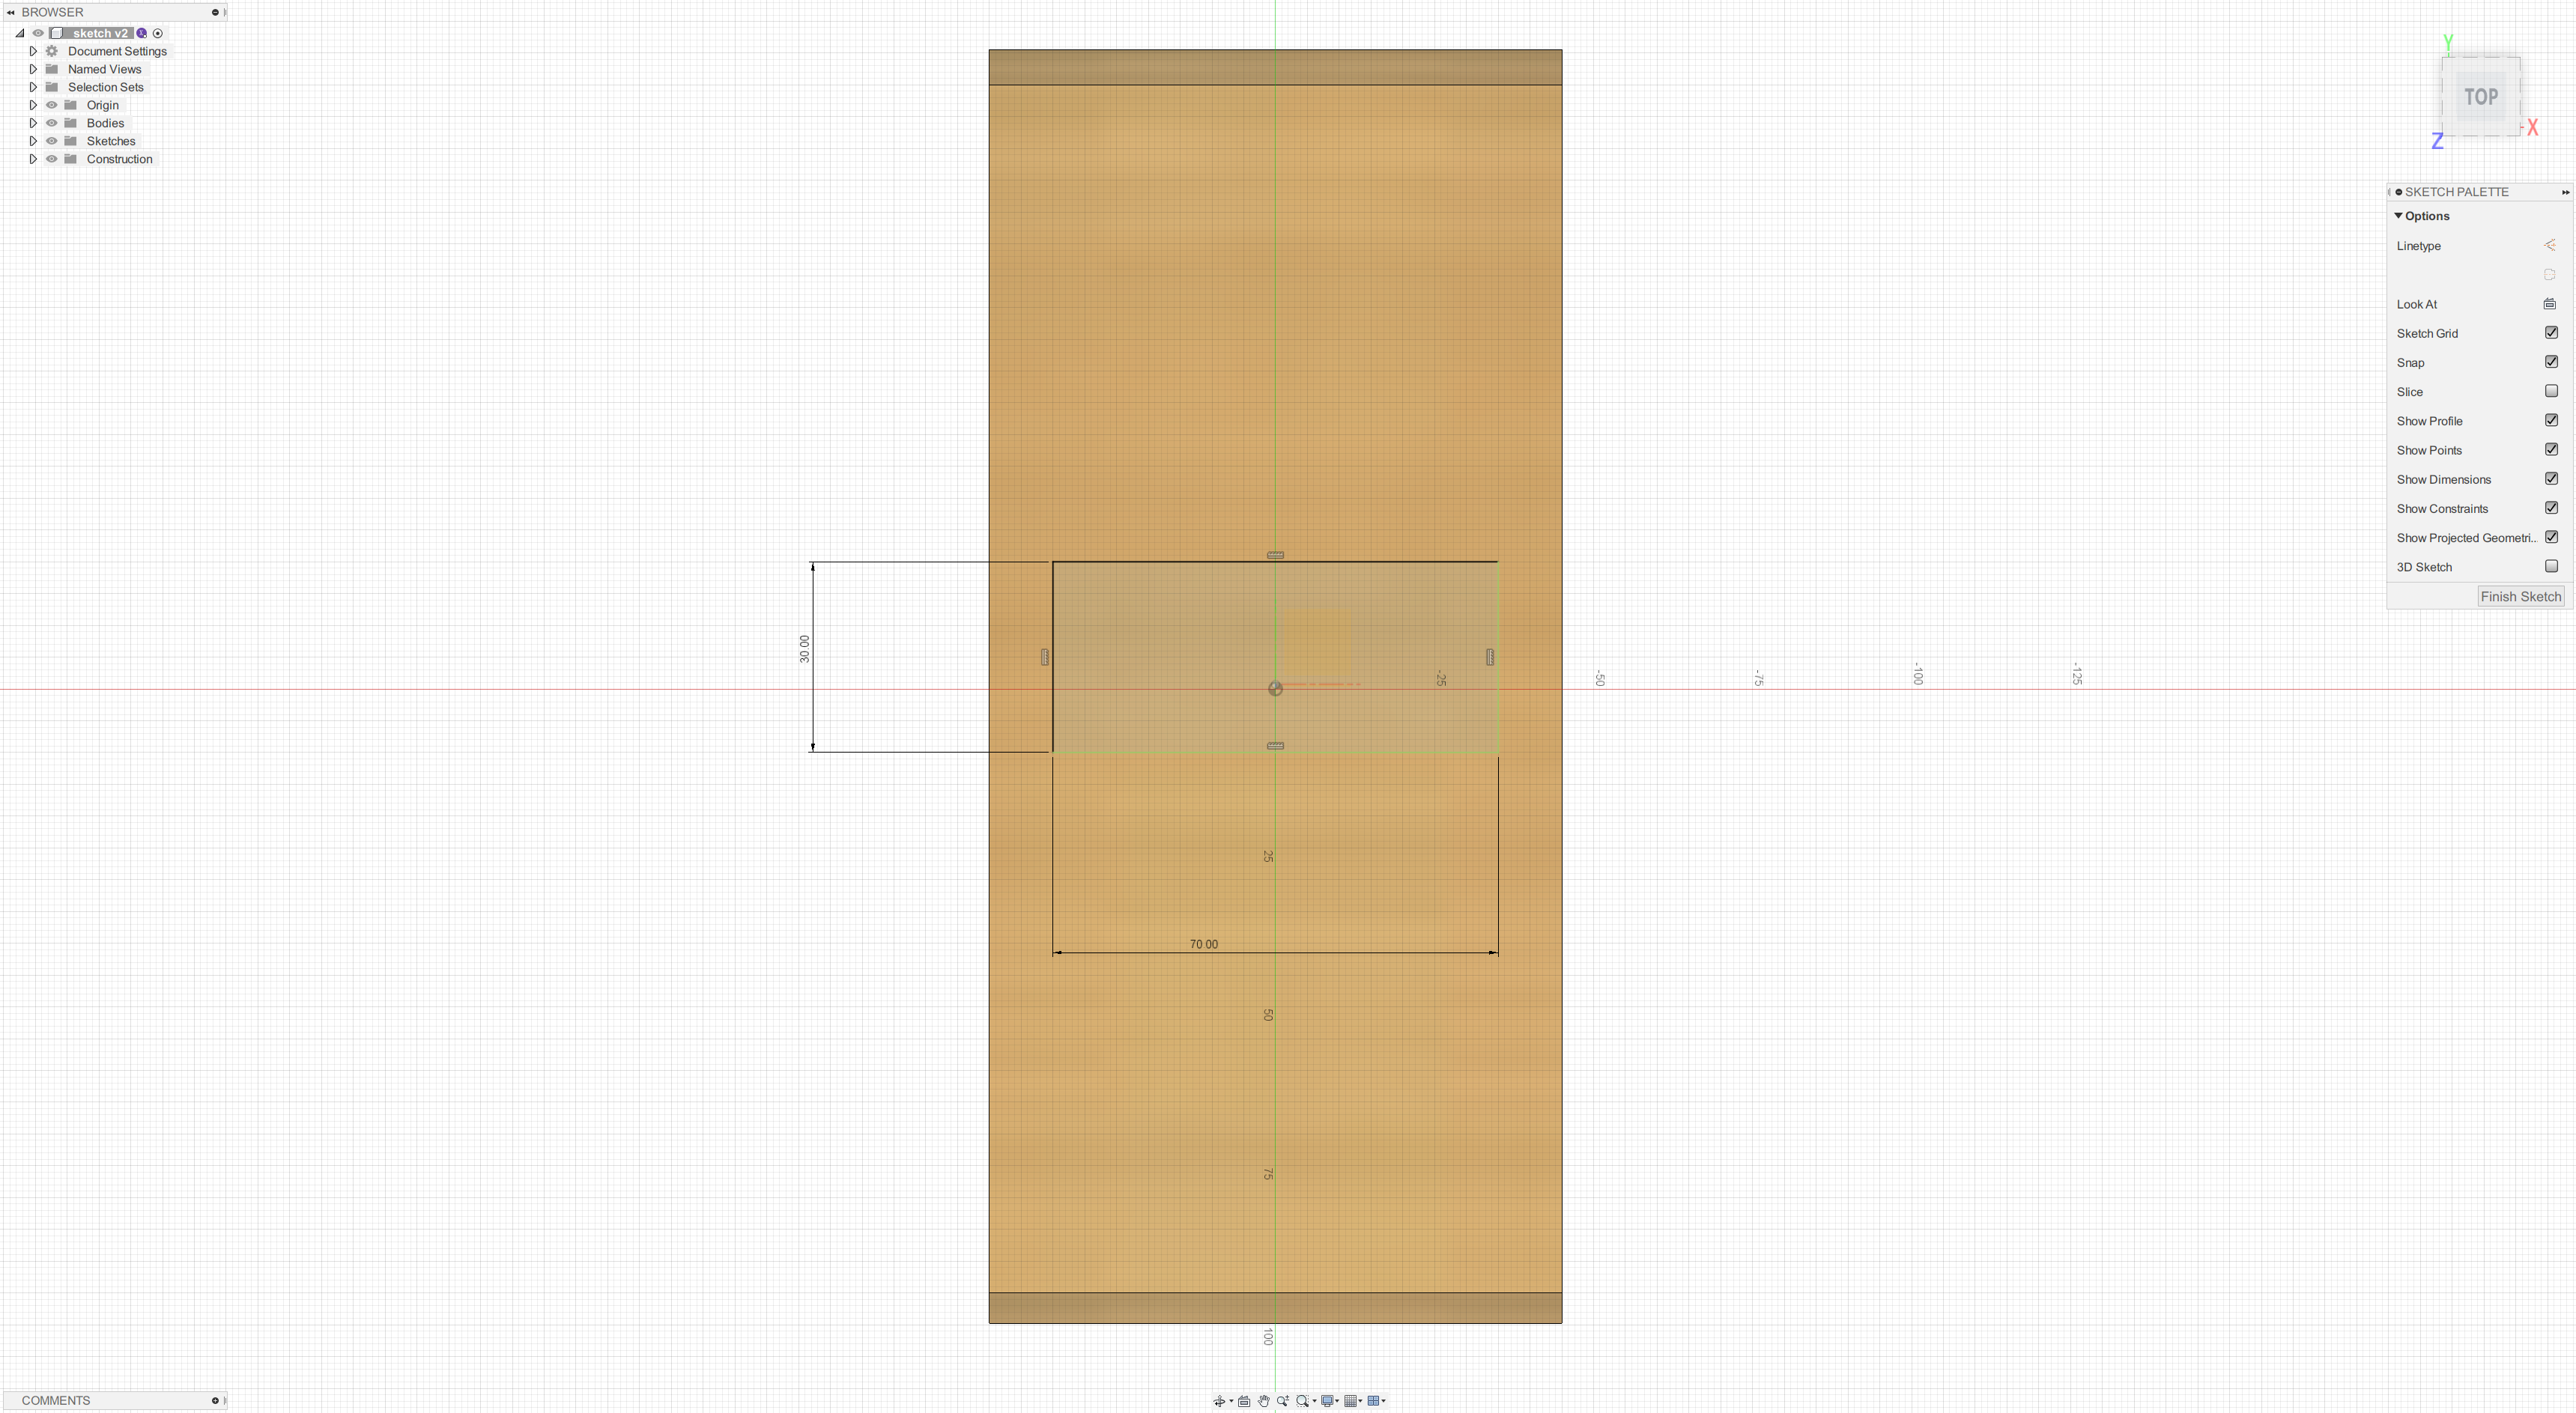 BROWSER
sketch v2
Document Settings
Named Views
Selection Sets
Origin
Bodies
Sketches
Construction
Y
TOP
X
Z
SKETCH PALETTE
Options
Linetype
Look At
Sketch Grid
Snap
Slice
Show Profile
Show Points
Show Dimensions
Show Constraints
Show Projected Geometri...
3D Sketch
Finish Sketch
30.00
-25
-50
-75
-100
-125
25
70.00
50
75
100
COMMENTS